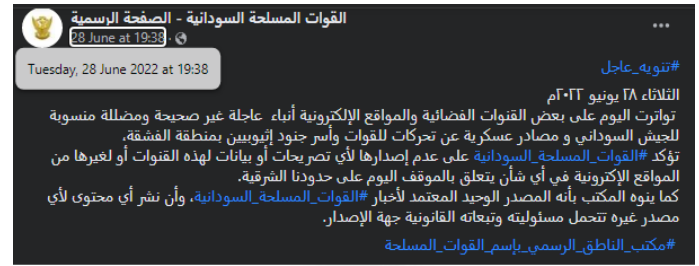 القوات المسلحة السودانية - الصفحة الرسمية
28 June at 19:38 ·
Tuesday, 28 June 2022 at 19:38
#تنويه_عاجل
الثلاثاء ٢٨ يونيو ٢٠٢٢م
تواترت اليوم على بعض القنوات الفضائية والمواقع الإلكترونية أنباء عاجلة غير صحيحة ومضللة منسوبة
للجيش السوداني و مصادر عسكرية عن تحركات للقوات وأسر جنود إثيوبيين بمنطقة الفشقة،
تؤكد #القوات_المسلحة_السودانية على عدم إصدارها لأي تصريحات أو بيانات لهذه القنوات أو لغيرها من
المواقع الإكترونية في أي شأن يتعلق بالموقف اليوم على حدودنا الشرقية.
كما ينوه المكتب بأنه المصدر الوحيد المعتمد لأخبار #القوات_المسلحة_السودانية، وأن نشر أي محتوى لأي
مصدر غيره تتحمل مسئوليته وتبعاته القانونية جهة الإصدار.
#مكتب_الناطق_الرسمي_بإسم_القوات_المسلحة